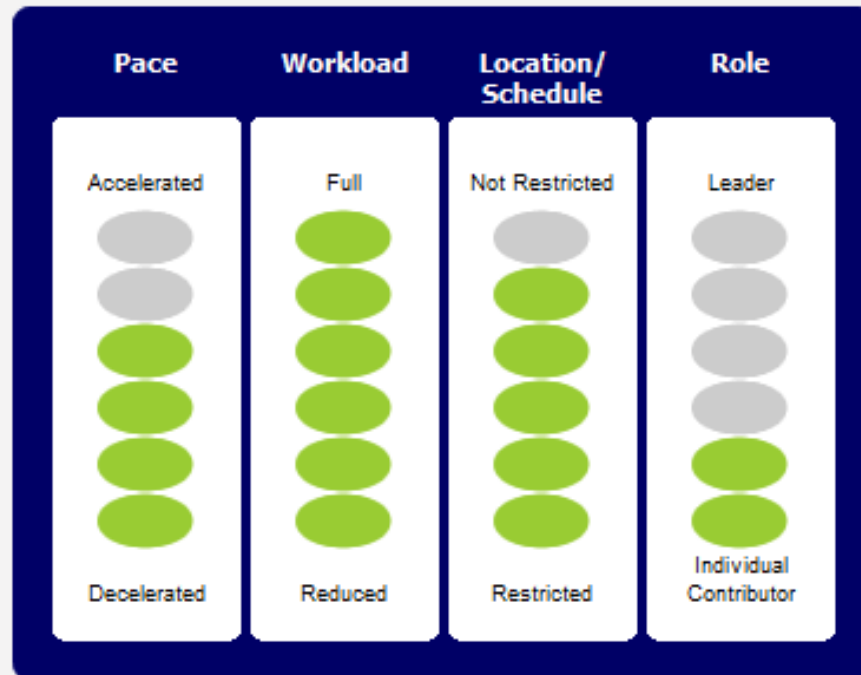 Pace
Workload
Location/
Schedule
Role
Accelerated
Full
Not Restricted
Leader
Decelerated
Reduced
Restricted
Individual
Contributor